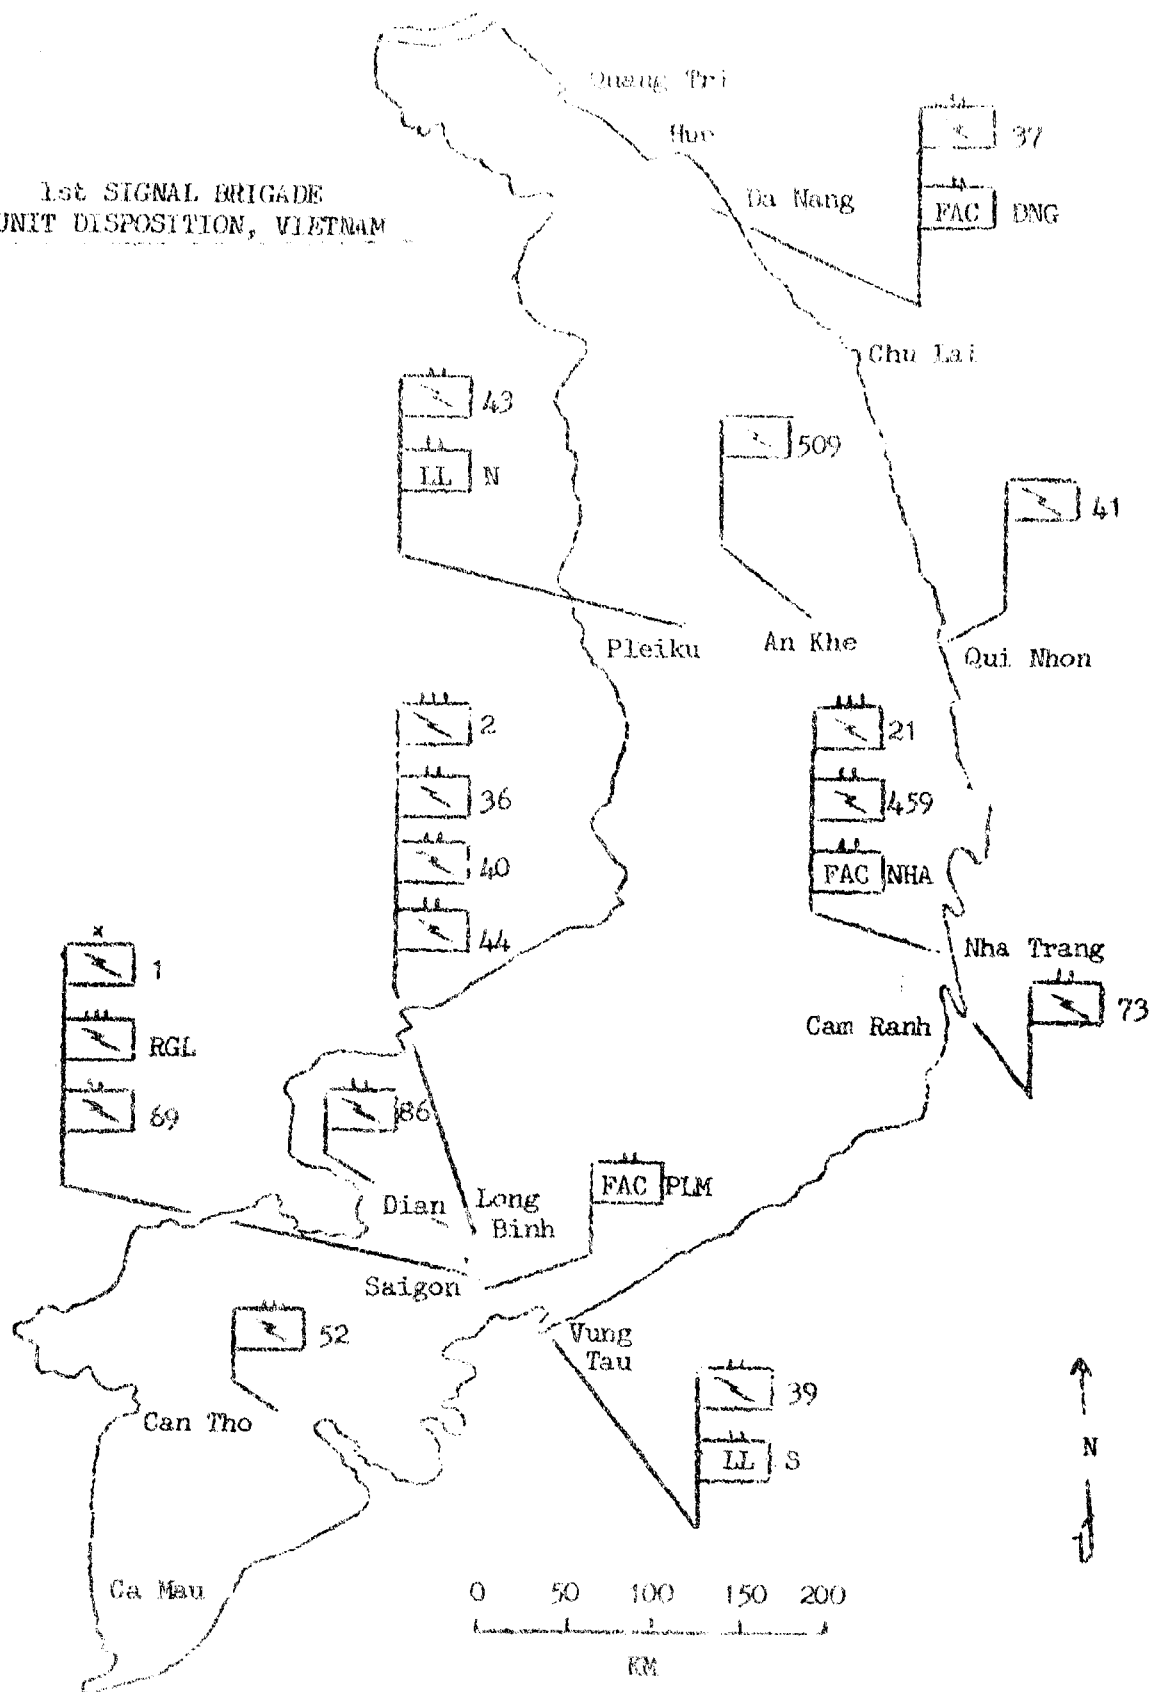 1st SIGNAL BRIGADE
UNIT DISPOSITION, VIETNAM
Quang Tri
Hue
37
Da Nang
FAC DNG
Chu Lai
43
509
LL N
41
Pleiku
An Khe
Qui Nhon
2
21
36
459
40
FAC NHA
44
Nha Trang
x
1
73
Cam Ranh
RGL
69
86
FAC PLM
Dian
Long
Binh
Saigon
52
Vung
Tau
39
Can Tho
N
LL S
Ca Mau
0 50 100 150 200
KM